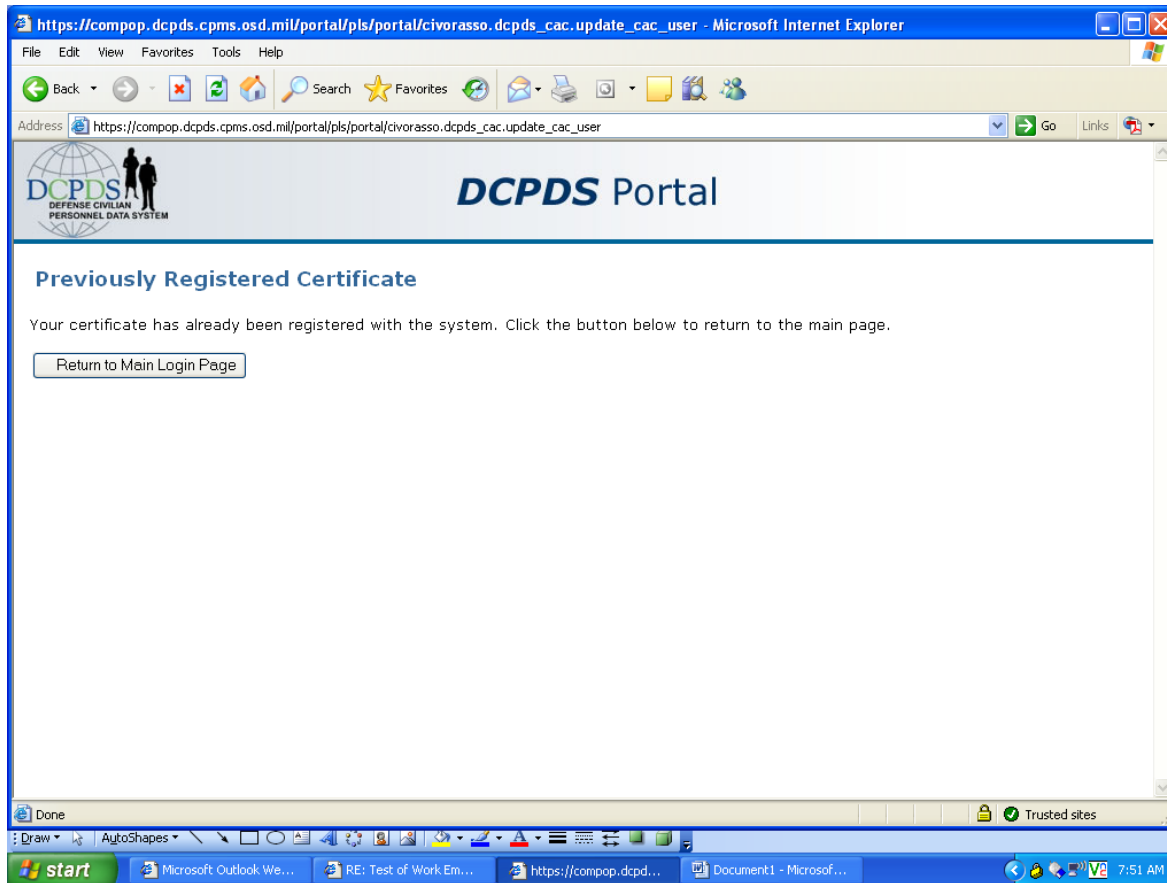 https://compop.dcpds.cpms.osd.mil/portal/pls/portal/civorasso.dcpds_cac.update_cac_user - Microsoft Internet Explorer
File Edit View Favorites Tools Help
Back Search Favorites
Address https://compop.dcpds.cpms.osd.mil/portal/pls/portal/civorasso.dcpds_cac.update_cac_user Go Links
DCPDS
DEFENSE CIVILIAN
PERSONNEL DATA SYSTEM
DCPDS Portal
Previously Registered Certificate
Your certificate has already been registered with the system. Click the button below to return to the main page.
Return to Main Login Page
Done Trusted sites
Draw AutoShapes
start Microsoft Outlook We... RE: Test of Work Em... https://compop.dcpd... Document1 - Microsof... 7:51 AM